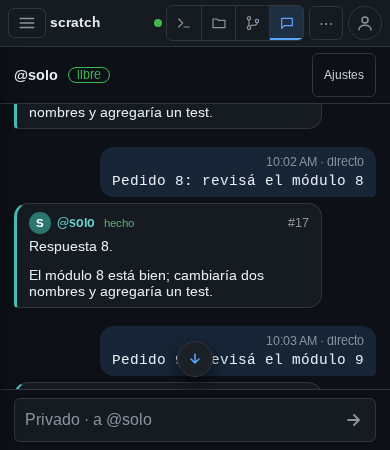 scratch
@solo libre Ajustes
nombres y agregaría un test.
10:02 AM · directo
Pedido 8: revisá el módulo 8
S @solo hecho #17
Respuesta 8.
El módulo 8 está bien; cambiaría dos
nombres y agregaría un test.
10:03 AM · directo
Pedido evisá el módulo 9
Privado · a @solo